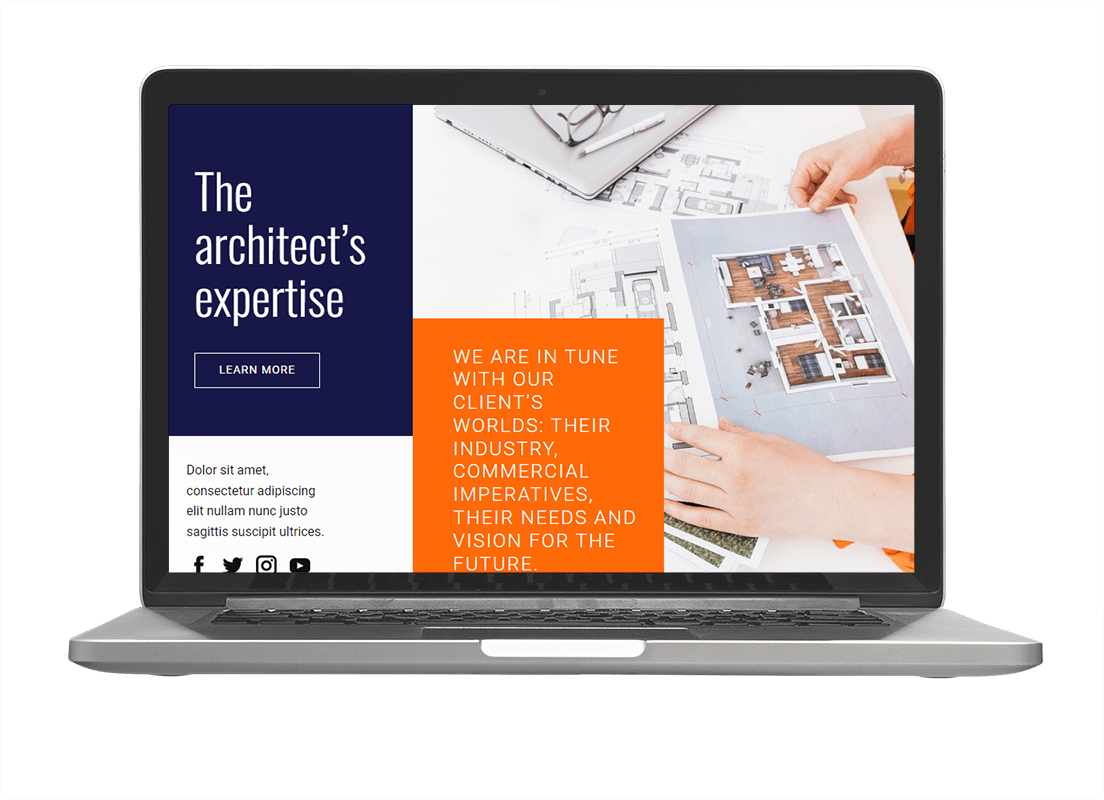 The
architect’s
expertise
LEARN MORE
Dolor sit amet,
consectetur adipiscing
elit nullam nunc justo
sagittis suscipit ultrices.
WE ARE IN TUNE
WITH OUR
CLIENT’S
WORLDS: THEIR
INDUSTRY,
COMMERCIAL
IMPERATIVES,
THEIR NEEDS AND
VISION FOR THE
FUTURE.